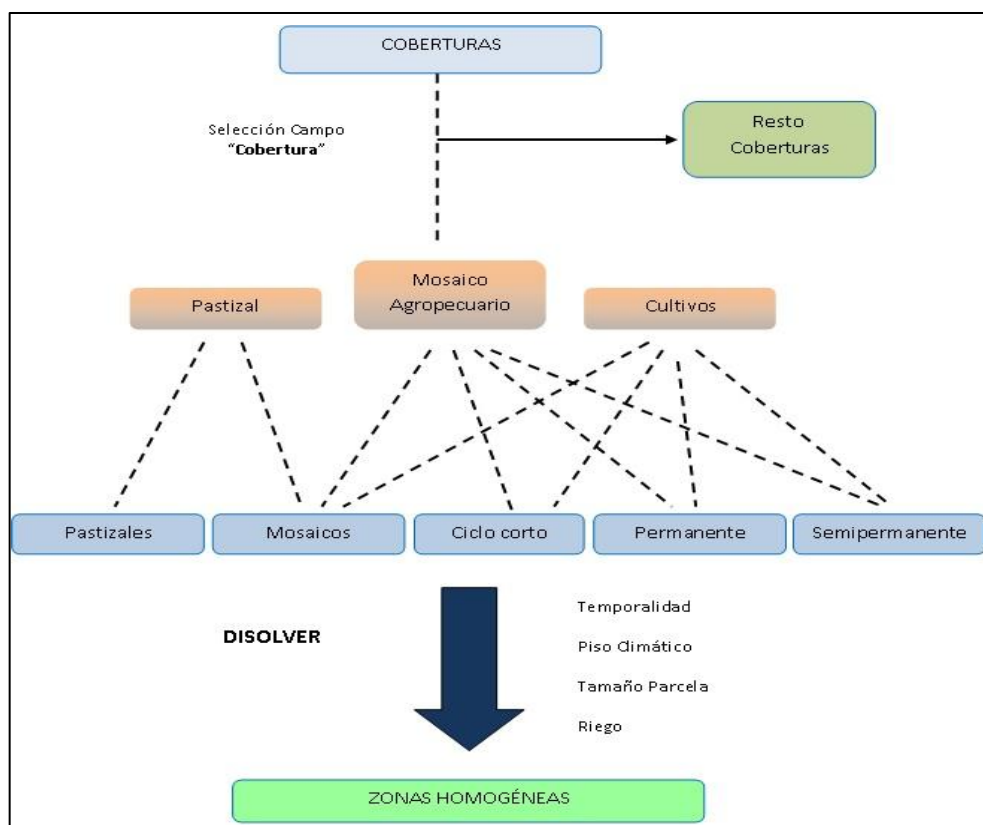 COBERTURAS
Selección Campo
"Cobertura"
Resto
Coberturas
Pastizal
Mosaico
Agropecuario
Cultivos
Pastizales
Mosaicos
Ciclo corto
Permanente
Semipermanente
DISOLVER
Temporalidad
Piso Climático
Tamaño Parcela
Riego
ZONAS HOMOGÉNEAS